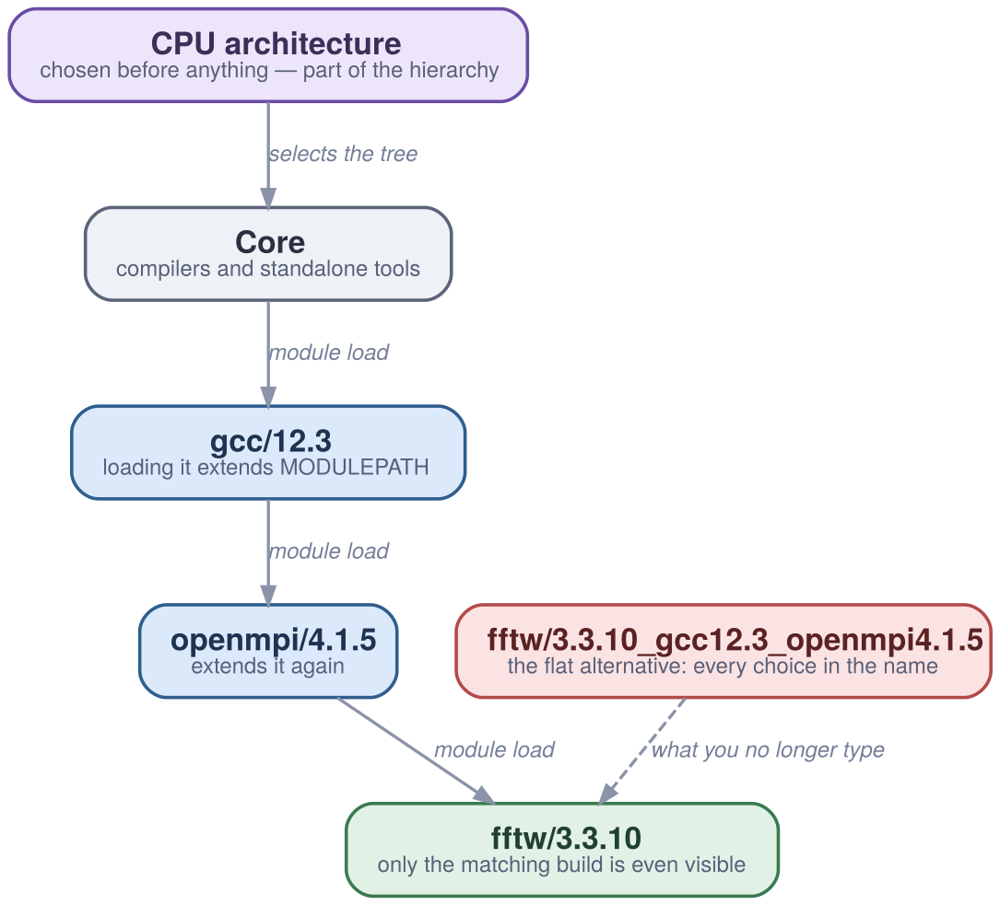 CPU architecture
chosen before anything — part of the hierarchy
selects the tree
Core
compilers and standalone tools
module load
gcc/12.3
loading it extends MODULEPATH
module load
openmpi/4.1.5
extends it again
fftw/3.3.10_gcc12.3_openmpi4.1.5
the flat alternative: every choice in the name
module load
what you no longer type
fftw/3.3.10
only the matching build is even visible